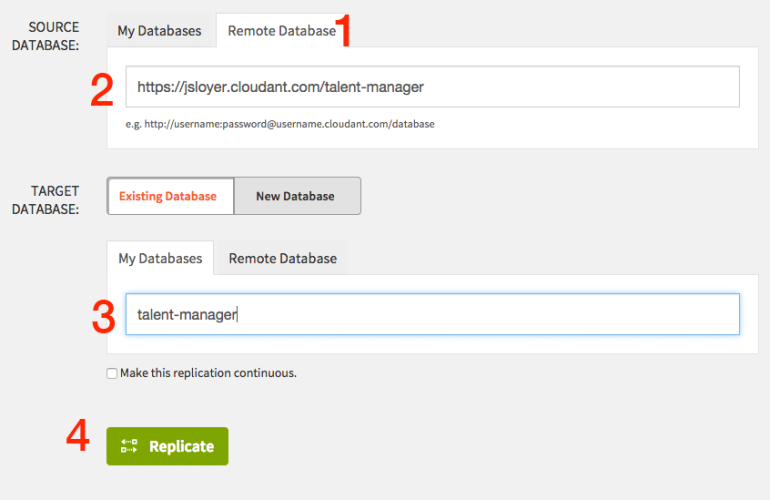 SOURCE DATABASE:
My Databases Remote Database 1
2 https://jsloyer.cloudant.com/talent-manager
e.g. http://username:password@username.cloudant.com/database
TARGET DATABASE:
Existing Database New Database
My Databases Remote Database
3 talent-manager
Make this replication continuous.
4 Replicate